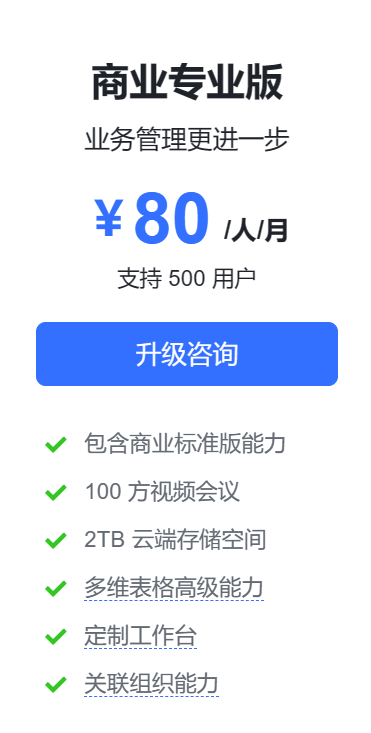 商业专业版
业务管理更进一步
¥ 80 /人/月
支持 500 用户
升级咨询
包含商业标准版能力
100 方视频会议
2TB 云端存储空间
多维表格高级能力
定制工作台
关联组织能力